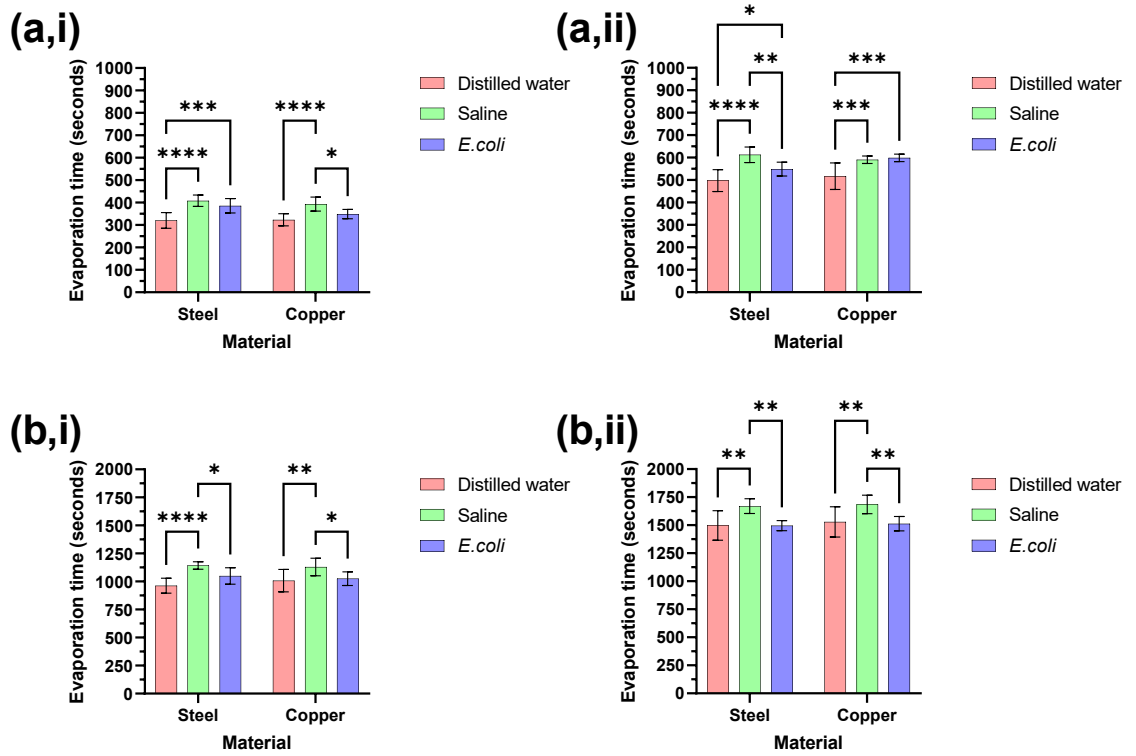 (a,i)
Evaporation time (seconds)
1000
900
800
700
600
500
400
300
200
100
0
***
****
****
*
Steel
Copper
Material
Distilled water
Saline
E.coli
(a,ii)
Evaporation time (seconds)
1000
900
800
700
600
500
400
300
200
100
0
*
**
****
***
***
Steel
Copper
Material
Distilled water
Saline
E.coli
(b,i)
Evaporation time (seconds)
2000
1750
1500
1250
1000
750
500
250
0
*
****
**
*
Steel
Copper
Material
Distilled water
Saline
E.coli
(b,ii)
Evaporation time (seconds)
2000
1750
1500
1250
1000
750
500
250
0
**
**
**
**
Steel
Copper
Material
Distilled water
Saline
E.coli